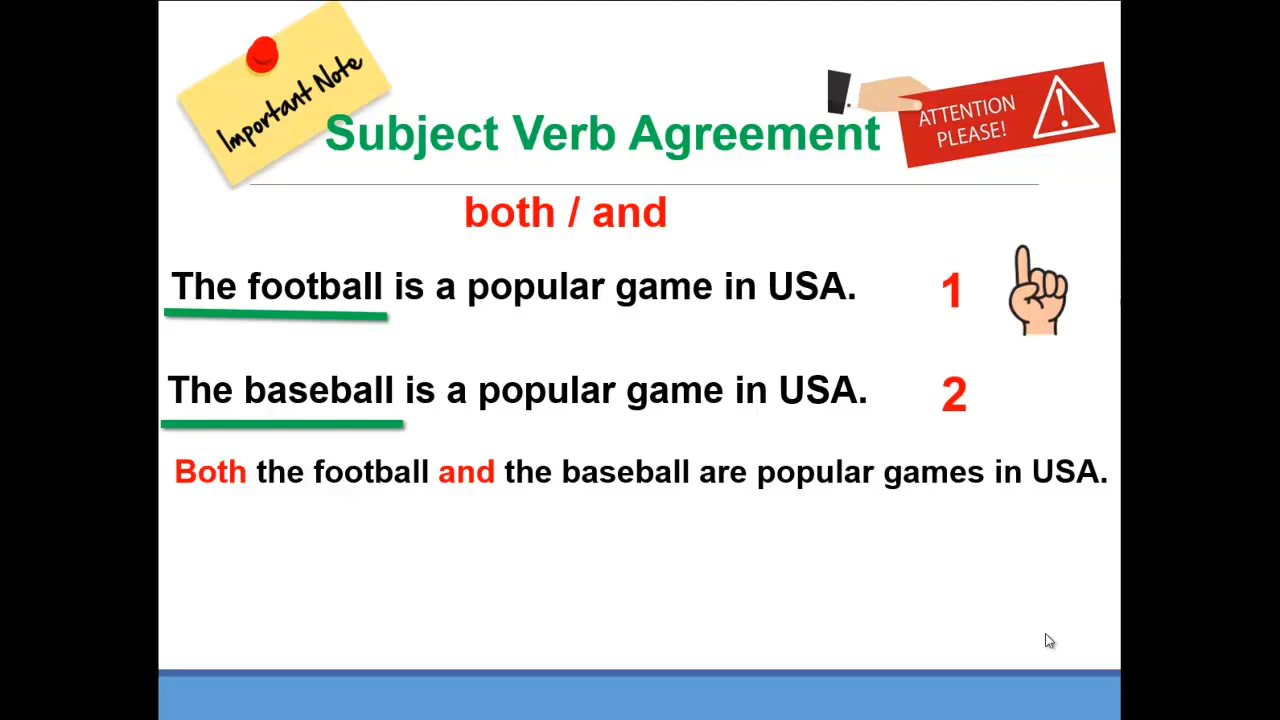 Important Note
ATTENTION
PLEASE!
Subject Verb Agreement
both / and
The football is a popular game in USA. 1
The baseball is a popular game in USA. 2
Both the football and the baseball are popular games in USA.